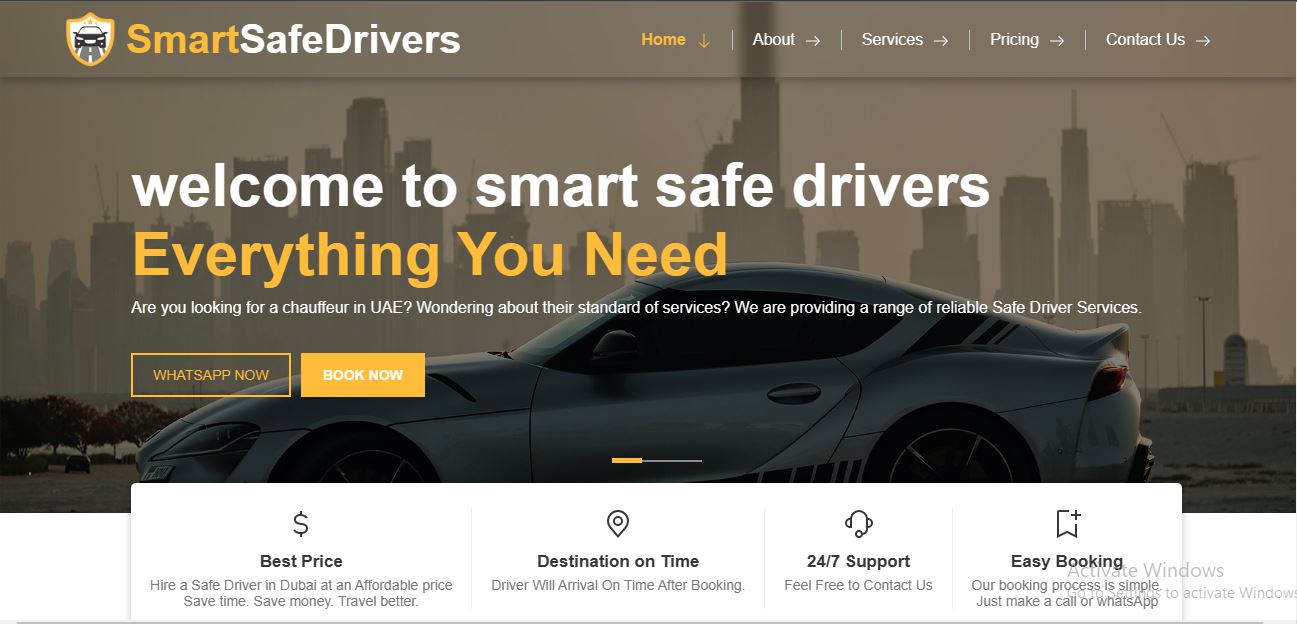 SmartSafeDrivers
Home
About
Services
Pricing
Contact Us
welcome to smart safe drivers
Everything You Need
Are you looking for a chauffeur in UAE? Wondering about their standard of services? We are providing a range of reliable Safe Driver Services.
WHATSAPP NOW
BOOK NOW
Best Price
Hire a Safe Driver in Dubai at an Affordable price
Save time. Save money. Travel better.
Destination on Time
Driver Will Arrival On Time After Booking.
24/7 Support
Feel Free to Contact Us
Easy Booking
Our booking process is simple
Just make a call or whatsApp
Activate Windows
Go to Settings to activate Windows